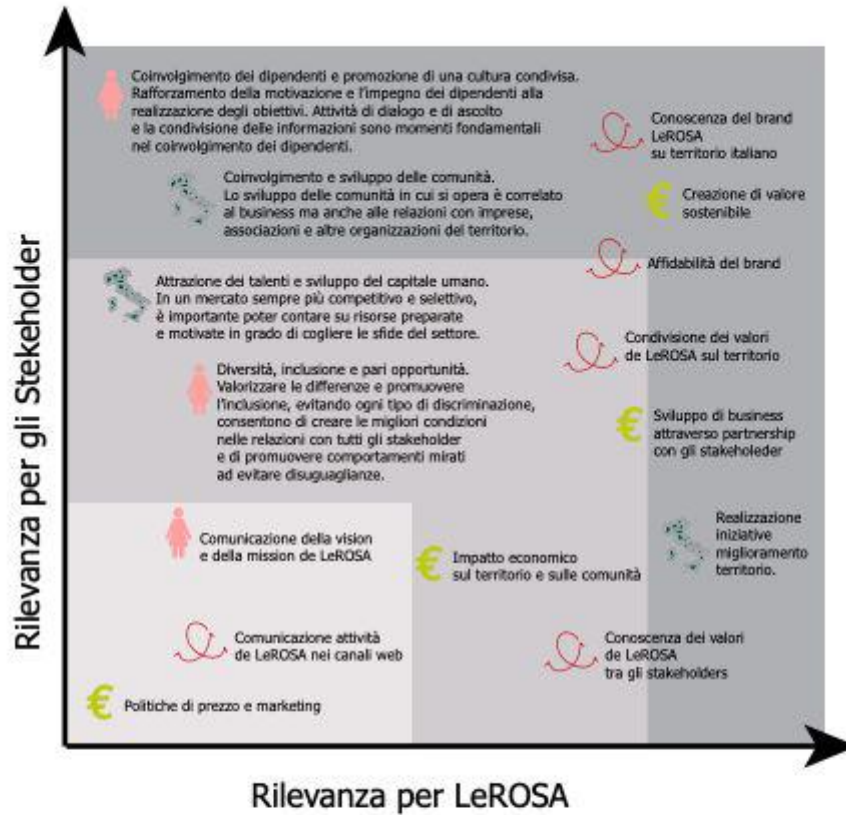 Rilevanza per gli Stekeholder
Coinvolgimento dei dipendenti e promozione di una cultura condivisa.
Rafforzamento della motivazione e l'impegno dei dipendenti alla
realizzazione degli obiettivi. Attività di dialogo e di ascolto
e la condivisione delle informazioni sono momenti fondamentali
nel coinvolgimento dei dipendenti.
Conoscenza del brand
LeROSA
su territorio italiano
Coinvolgimento e sviluppo delle comunità.
Lo sviluppo delle comunità in cui si opera è correlato
al business ma anche alle relazioni con imprese,
associazioni e altre organizzazioni del territorio.
€ Creazione di valore
sostenibile
Affidabilità del brand
Attrazione dei talenti e sviluppo del capitale umano.
In un mercato sempre più competitivo e selettivo,
è importante poter contare su risorse preparate
e motivate in grado di cogliere le sfide del settore.
Condivisione dei valori
de LeROSA sul territorio
Diversità, inclusione e pari opportunità.
Valorizzare le differenze e promuovere
l'inclusione, evitando ogni tipo di discriminazione,
consentono di creare le migliori condizioni
nelle relazioni con tutti gli stakeholder
e di promuovere comportamenti mirati
ad evitare disuguaglianze.
€ Sviluppo di business
attraverso partnership
con gli stakeholeder
Comunicazione della vision
e della mission de LeROSA
€ Impatto economico
sul territorio e sulle comunità
Realizzazione
iniziative
miglioramento
territorio.
Comunicazione attività
de LeROSA nei canali web
Conoscenza dei valori
de LeROSA
tra gli stakeholders
€ Politiche di prezzo e marketing
Rilevanza per LeROSA